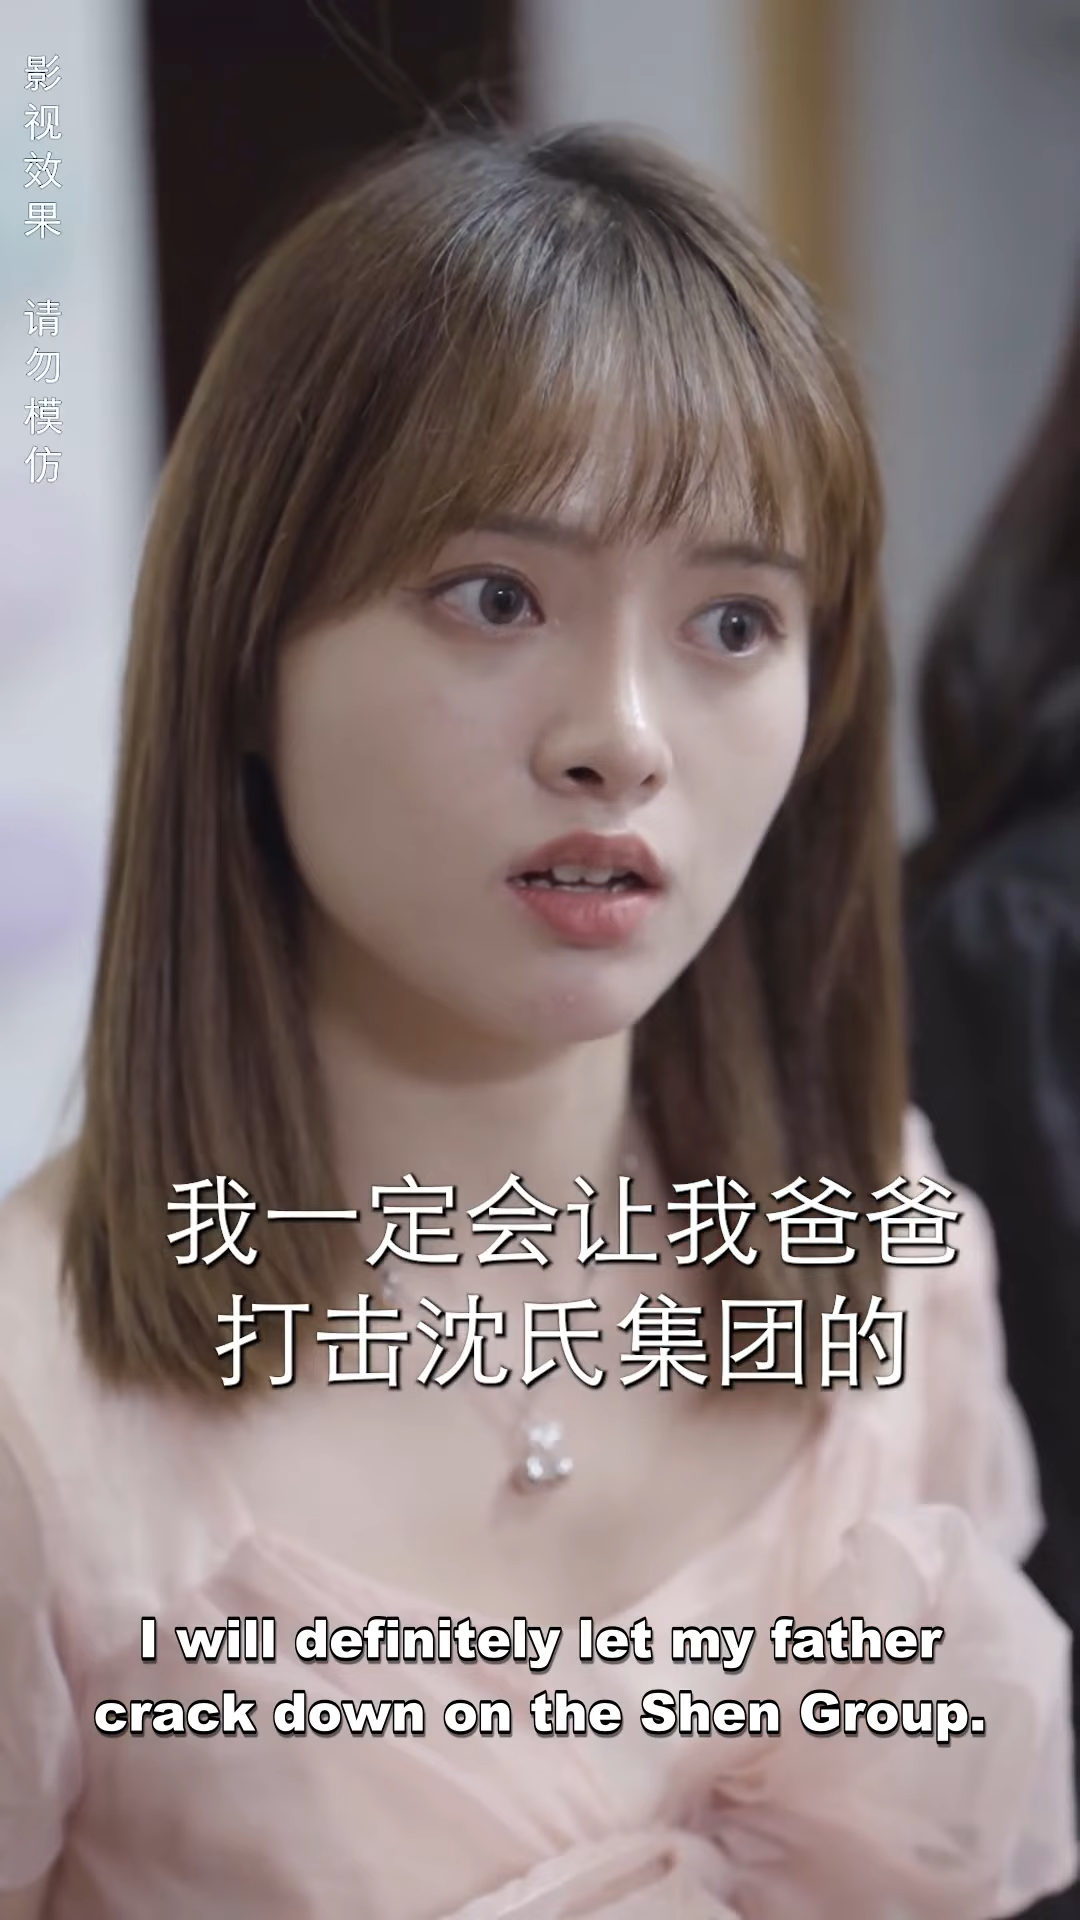 影视效果 请勿模仿
我一定会让我爸爸
打击沈氏集团的
I will definitely let my father
crack down on the Shen Group.